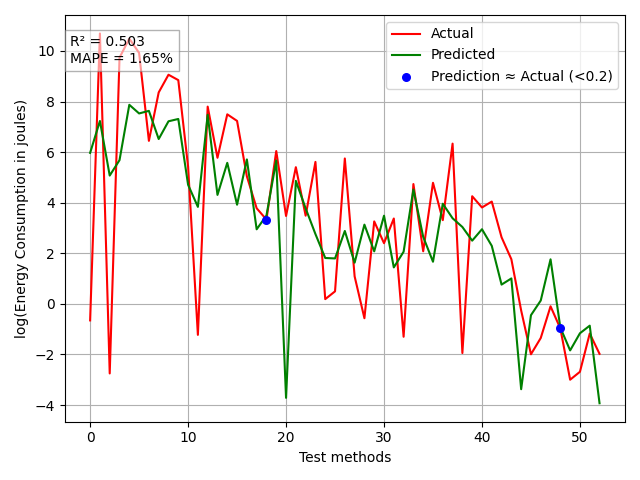 R² = 0.503
MAPE = 1.65%
Actual
Predicted
Prediction ≈ Actual (<0.2)
log(Energy Consumption in joules)
10
8
6
4
2
0
−2
−4
0 10 20 30 40 50
Test methods